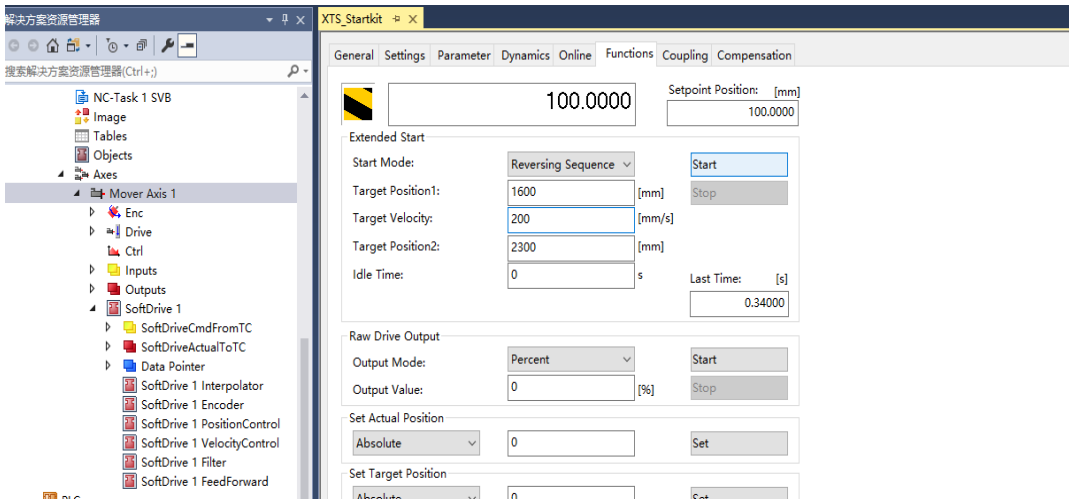 解决方案资源管理器
搜索解决方案资源管理器(Ctrl+;)
NC-Task 1 SVB
Image
Tables
Objects
Axes
Mover Axis 1
Enc
Drive
Ctrl
Inputs
Outputs
SoftDrive 1
SoftDriveCmdFromTC
SoftDriveActualToTC
Data Pointer
SoftDrive 1 Interpolator
SoftDrive 1 Encoder
SoftDrive 1 PositionControl
SoftDrive 1 VelocityControl
SoftDrive 1 Filter
SoftDrive 1 FeedForward
XTS_Startkit
General Settings Parameter Dynamics Online Functions Coupling Compensation
100.0000
Setpoint Position: [mm]
100.0000
Extended Start
Start Mode: Reversing Sequence Start
Target Position1: 1600 [mm] Stop
Target Velocity: 200 [mm/s]
Target Position2: 2300 [mm]
Idle Time: 0 s Last Time: [s]
0.34000
Raw Drive Output
Output Mode: Percent Start
Output Value: 0 [%] Stop
Set Actual Position
Absolute 0 Set
Set Target Position
Absolute 0 Set